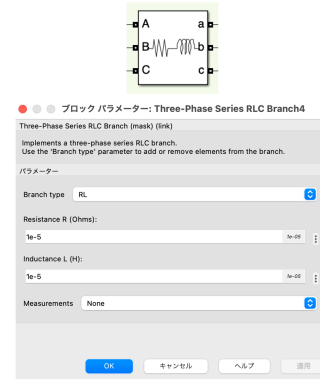 A a
B b
C c
ブロック パラメーター: Three-Phase Series RLC Branch4
Three-Phase Series RLC Branch (mask) (link)
Implements a three-phase series RLC branch.
Use the 'Branch type' parameter to add or remove elements from the branch.
パラメーター
Branch type RL
Resistance R (Ohms):
1e-5 1e-05
Inductance L (H):
1e-5 1e-05
Measurements None
OK キャンセル ヘルプ 適用